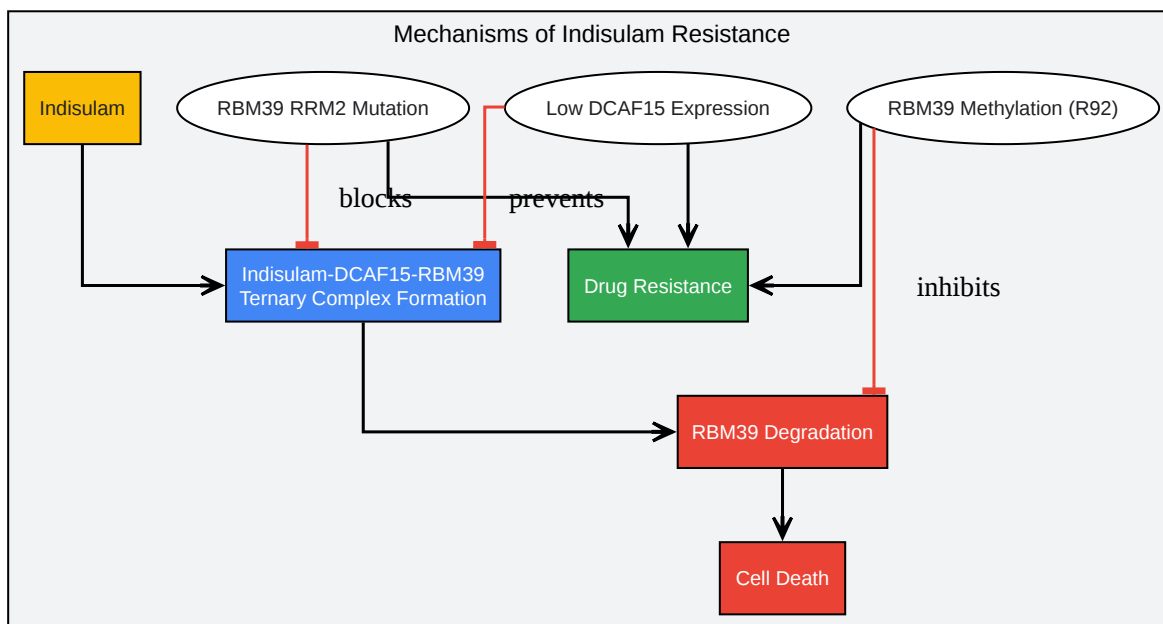 Mechanisms of Indisulam Resistance
Indisulam
RBM39 RRM2 Mutation
Low DCAF15 Expression
RBM39 Methylation (R92)
blocks
prevents
Indisulam-DCAF15-RBM39
Ternary Complex Formation
Drug Resistance
inhibits
RBM39 Degradation
Cell Death